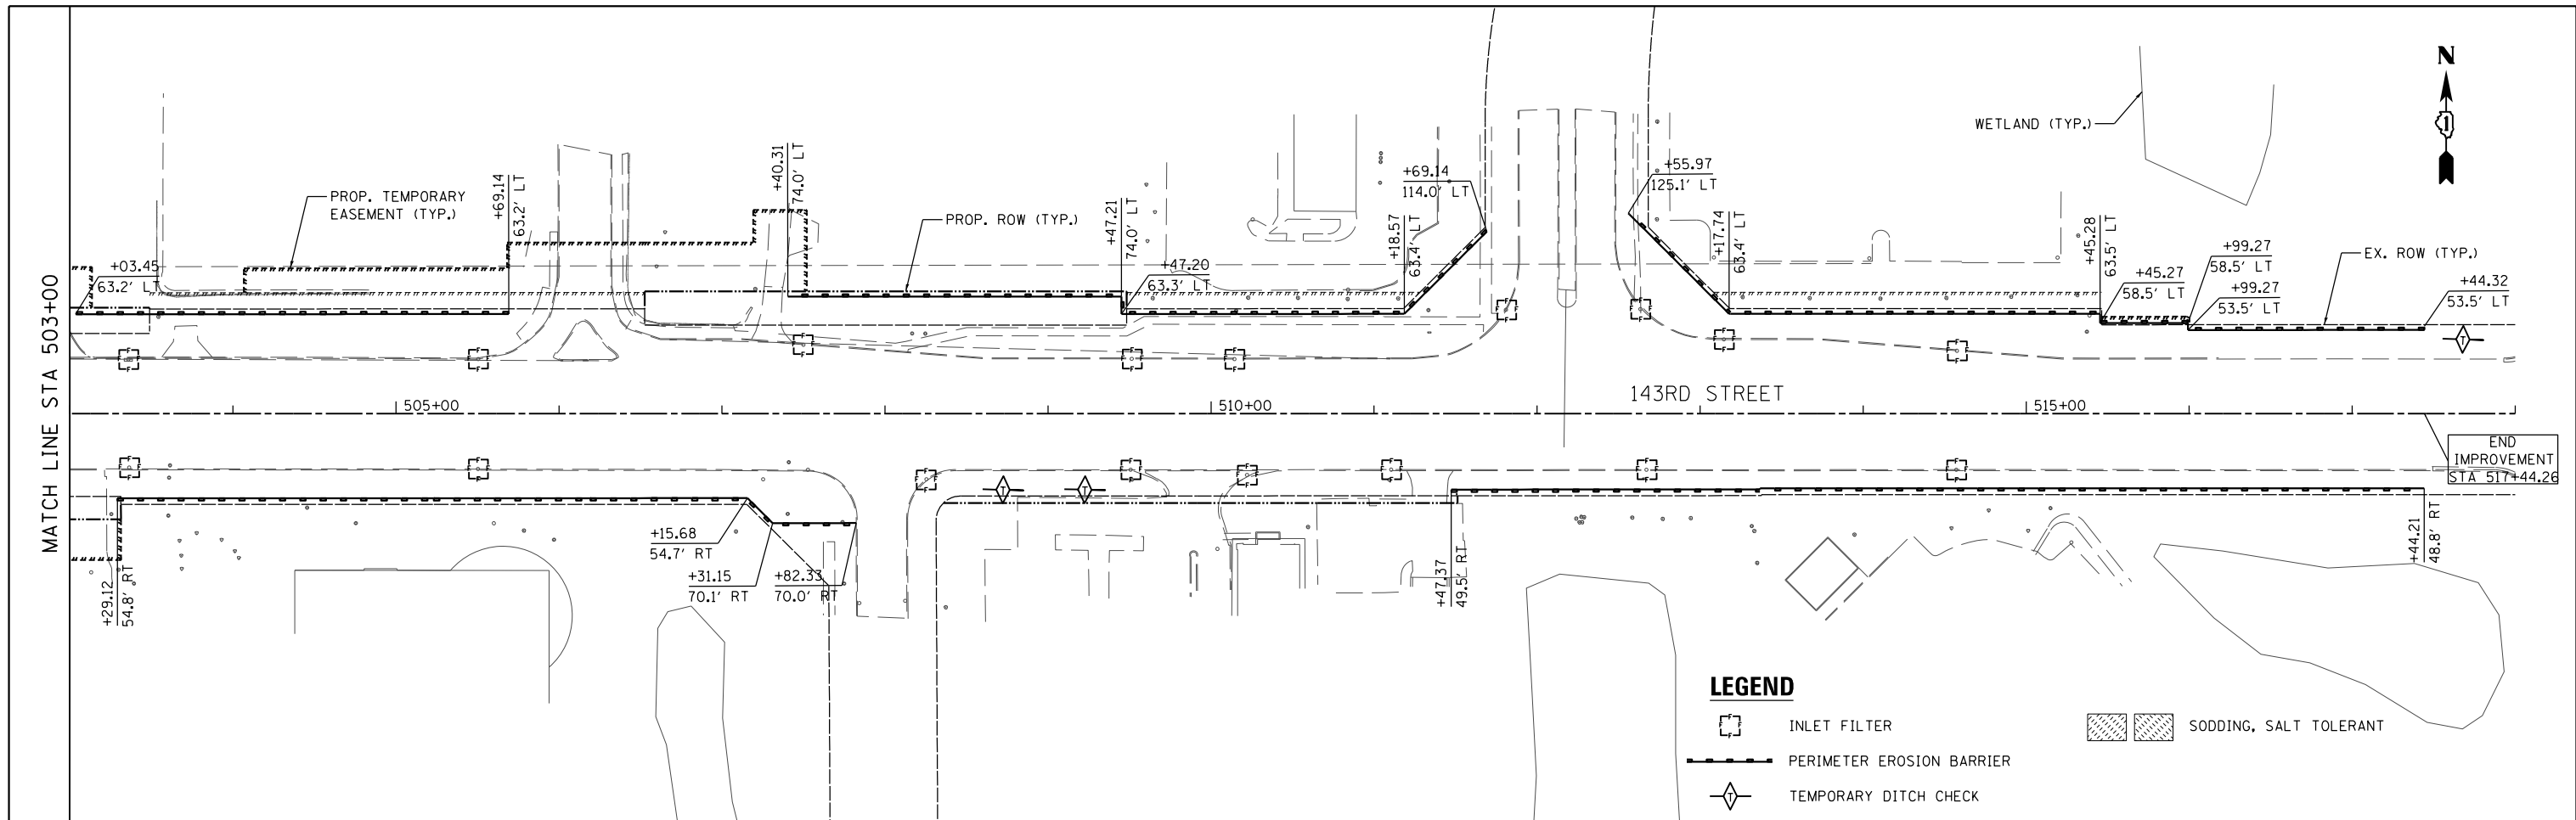 MATCH LINE STA 503+00
N
WETLAND (TYP.)
PROP. TEMPORARY
EASEMENT (TYP.)
+69.14
63.2' LT
+40.31
74.0' LT
PROP. ROW (TYP.)
+47.21
74.0' LT
+69.14
114.0' LT
+55.97
125.1' LT
+18.57
63.4' LT
+17.74
63.4' LT
+45.28
63.5' LT
+99.27
58.5' LT
EX. ROW (TYP.)
+03.45
63.2' LT
+47.20
63.3' LT
+45.27
58.5' LT
+99.27
53.5' LT
+44.32
53.5' LT
T
143RD STREET
505+00
510+00
515+00
END
IMPROVEMENT
STA 517+44.26
+29.12
54.8' RT
+15.68
54.7' RT
+31.15
70.1' RT
+82.33
70.0' RT
T
T
+47.37
49.5' RT
+44.21
48.8' RT
LEGEND
INLET FILTER
SODDING, SALT TOLERANT
PERIMETER EROSION BARRIER
T
TEMPORARY DITCH CHECK